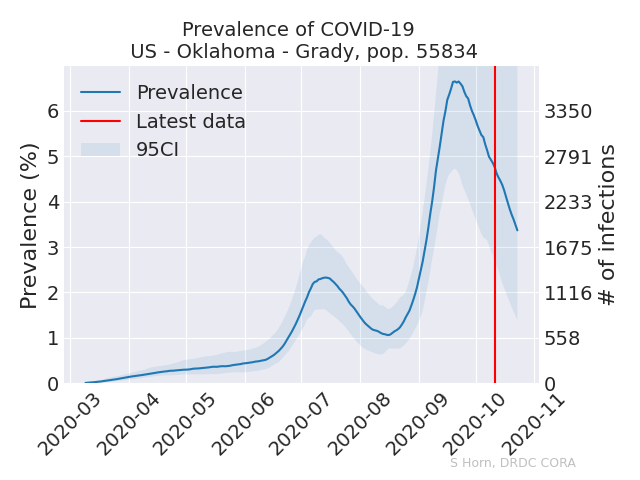 Prevalence of COVID-19
US - Oklahoma - Grady, pop. 55834
Prevalence
Latest data
95CI
Prevalence (%)
6
5
4
3
2
1
0
3350
2791
2233
1675
1116
558
0
# of infections
2020-03
2020-04
2020-05
2020-06
2020-07
2020-08
2020-09
2020-10
2020-11
S Horn, DRDC CORA